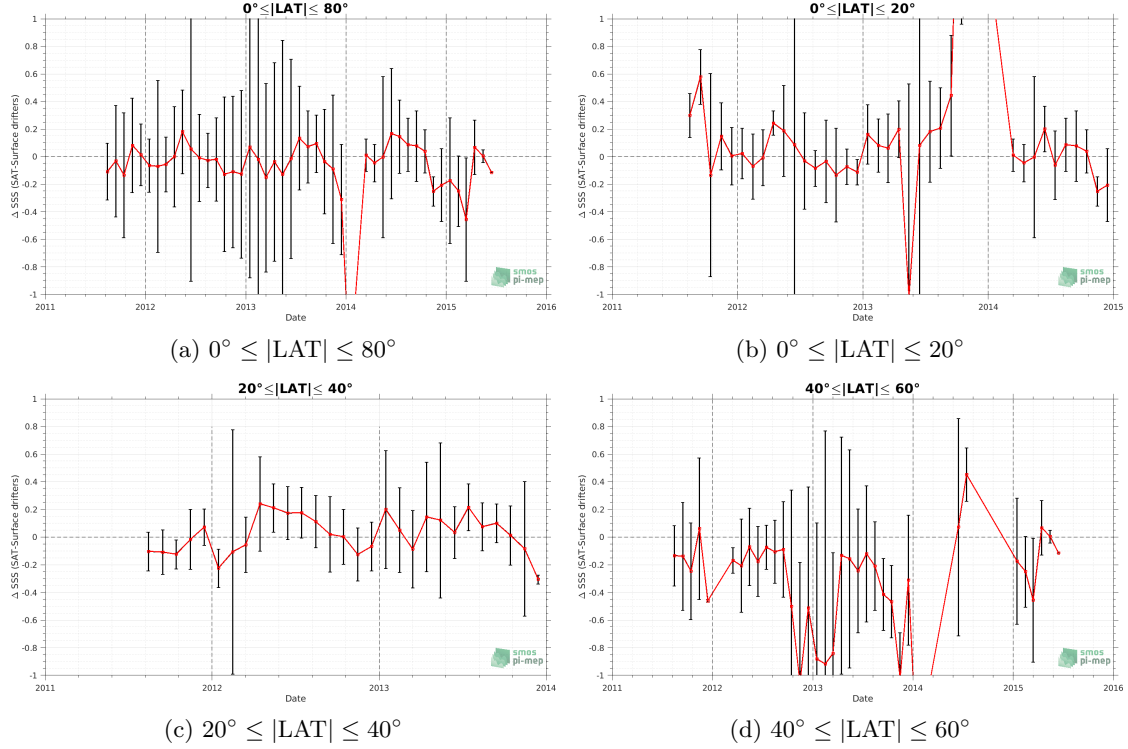 0°≤|LAT|≤ 80°
1
0.8
0.6
0.4
0.2
0
-0.2
-0.4
-0.6
-0.8
-1
Δ SSS (SAT-Surface drifters)
2011 2012 2013 2014 2015 2016
Date
smos
pi-mep
(a) 0° ≤ |LAT| ≤ 80°
0°≤|LAT|≤ 20°
1
0.8
0.6
0.4
0.2
0
-0.2
-0.4
-0.6
-0.8
-1
Δ SSS (SAT-Surface drifters)
2011 2012 2013 2014 2015
Date
smos
pi-mep
(b) 0° ≤ |LAT| ≤ 20°
20°≤|LAT|≤ 40°
1
0.8
0.6
0.4
0.2
0
-0.2
-0.4
-0.6
-0.8
-1
Δ SSS (SAT-Surface drifters)
2011 2012 2013 2014
Date
smos
pi-mep
(c) 20° ≤ |LAT| ≤ 40°
40°≤|LAT|≤ 60°
1
0.8
0.6
0.4
0.2
0
-0.2
-0.4
-0.6
-0.8
-1
Δ SSS (SAT-Surface drifters)
2011 2012 2013 2014 2015 2016
Date
smos
pi-mep
(d) 40° ≤ |LAT| ≤ 60°